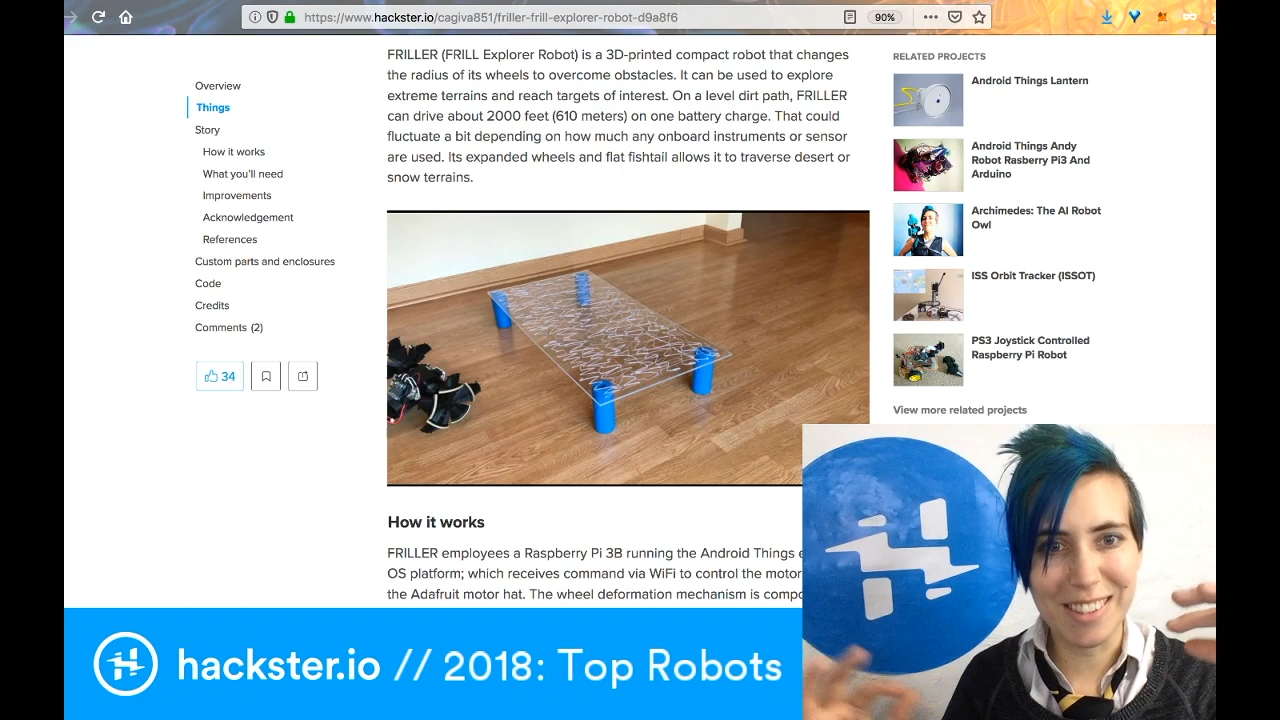 https://www.hackster.io/cagiva851/friller-frill-explorer-robot-d9a8f6
90%
FRILLER (FRILL Explorer Robot) is a 3D-printed compact robot that changes
the radius of its wheels to overcome obstacles. It can be used to explore
extreme terrains and reach targets of interest. On a level dirt path, FRILLER
can drive about 2000 feet (610 meters) on one battery charge. That could
fluctuate a bit depending on how much any onboard instruments or sensor
are used. Its expanded wheels and flat fishtail allows it to traverse desert or
snow terrains.
Overview
Things
Story
How it works
What you'll need
Improvements
Acknowledgement
References
Custom parts and enclosures
Code
Credits
Comments (2)
34
RELATED PROJECTS
Android Things Lantern
Android Things Andy
Robot Rasberry Pi3 And
Arduino
Archimedes: The AI Robot
Owl
ISS Orbit Tracker (ISSOT)
PS3 Joystick Controlled
Raspberry Pi Robot
View more related projects
How it works
FRILLER employees a Raspberry Pi 3B running the Android Things
OS platform; which receives command via WiFi to control the motor
the Adafruit motor hat. The wheel deformation mechanism is
hackster.io // 2018: Top Robots